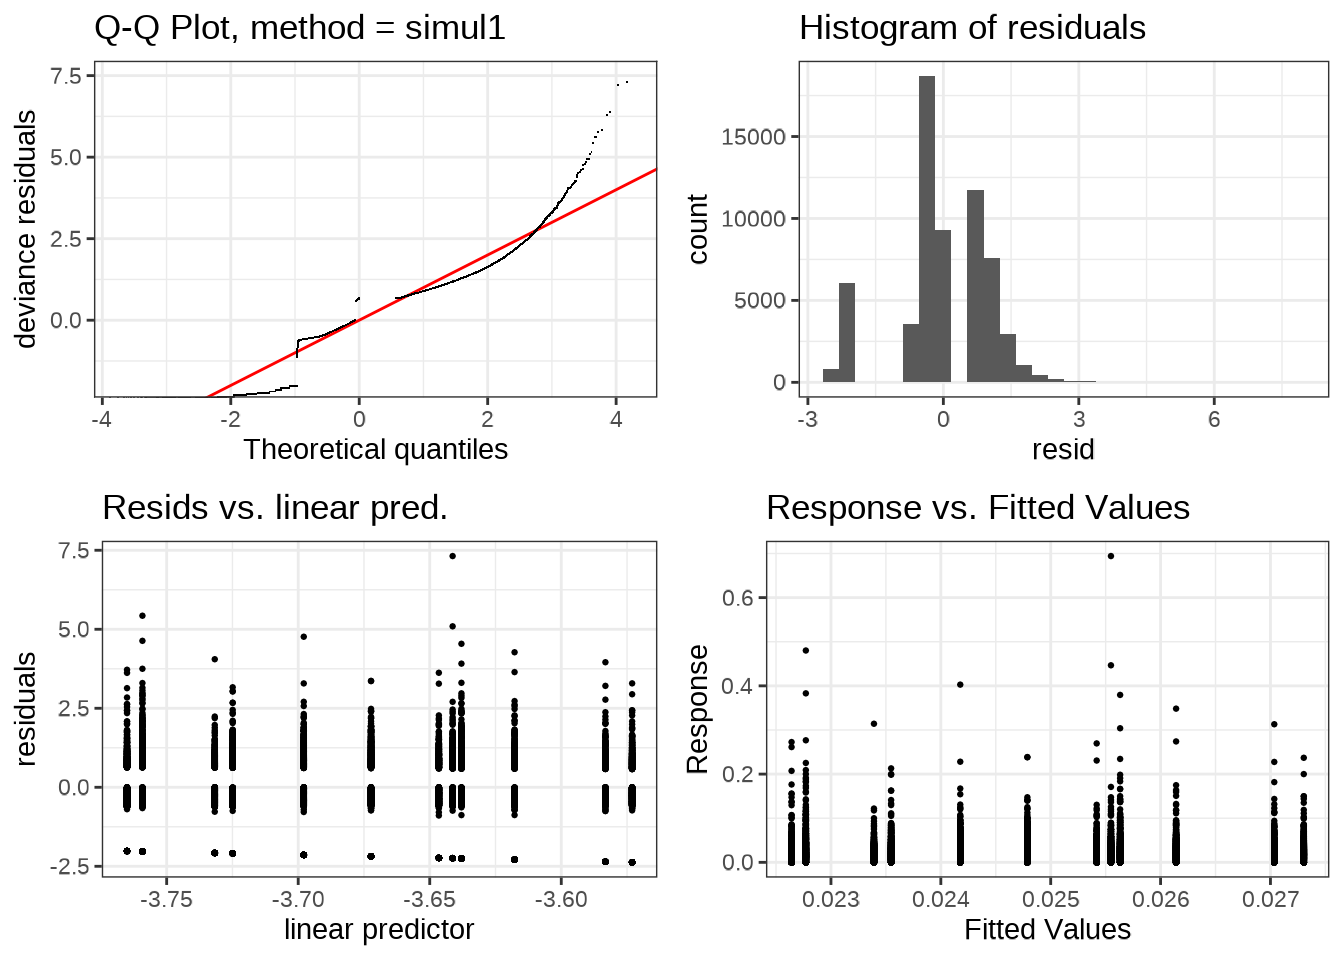 Q-Q Plot, method = simul1
deviance residuals
7.5
5.0
2.5
0.0
-4 -2 0 2 4
Theoretical quantiles
Histogram of residuals
count
15000
10000
5000
0
-3 0 3 6
resid
Resids vs. linear pred.
residuals
7.5
5.0
2.5
0.0
-2.5
-3.75 -3.70 -3.65 -3.60
linear predictor
Response vs. Fitted Values
Response
0.6
0.4
0.2
0.0
0.023 0.024 0.025 0.026 0.027
Fitted Values